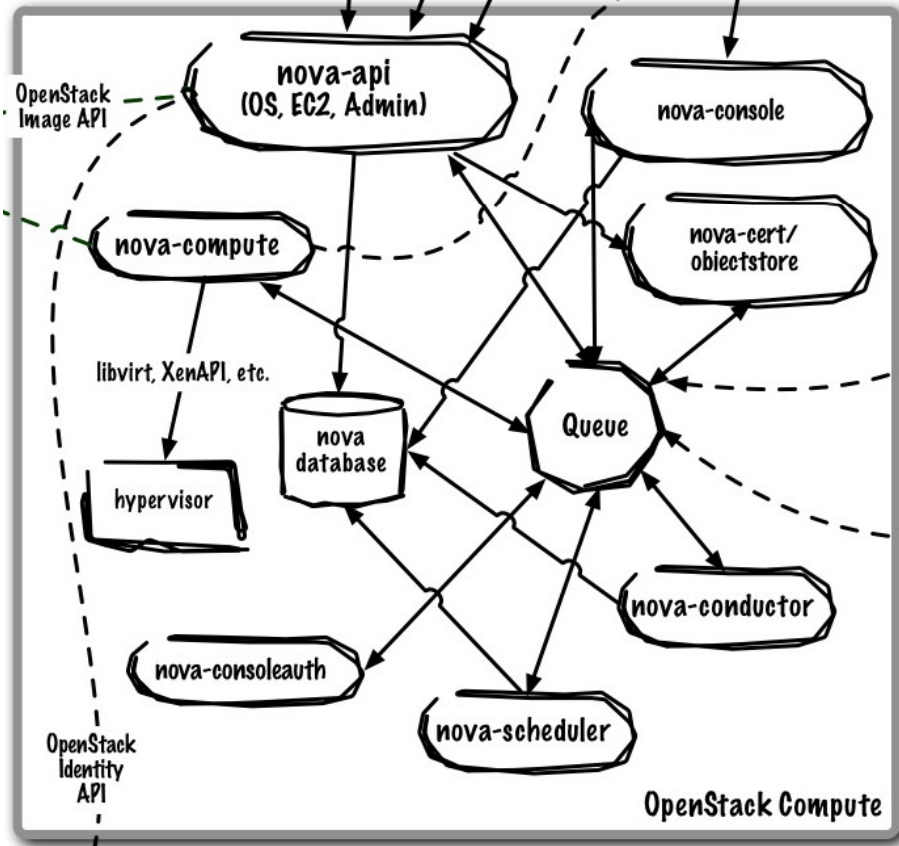 nova-api
(OS, EC2, Admin)
OpenStack
Image API
nova-console
nova-compute
nova-cert/
obiectstore
libvirt, XenAPI, etc.
nova
database
Queue
hypervisor
nova-conductor
nova-consoleauth
nova-scheduler
OpenStack
Identity
API
OpenStack Compute